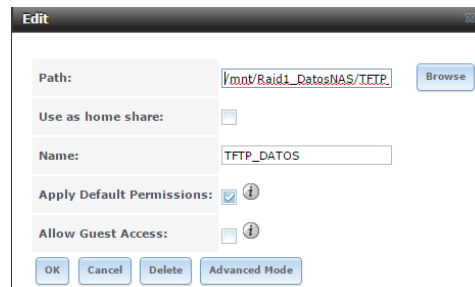 Edit
Path: /mnt/Raid1_DatosNAS/TFTP_ Browse
Use as home share:
Name: TFTP_DATOS
Apply Default Permissions: i
Allow Guest Access: i
OK Cancel Delete Advanced Mode